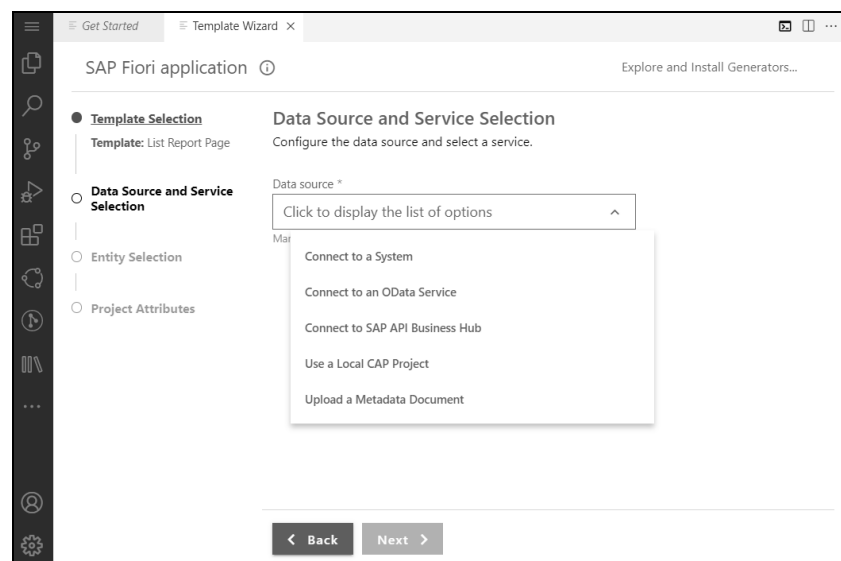 Get Started
Template Wizard
SAP Fiori application
Explore and Install Generators...
Template Selection
Template: List Report Page
Data Source and Service
Selection
Entity Selection
Project Attributes
Data Source and Service Selection
Configure the data source and select a service.
Data source *
Click to display the list of options
Connect to a System
Connect to an OData Service
Connect to SAP API Business Hub
Use a Local CAP Project
Upload a Metadata Document
Back
Next